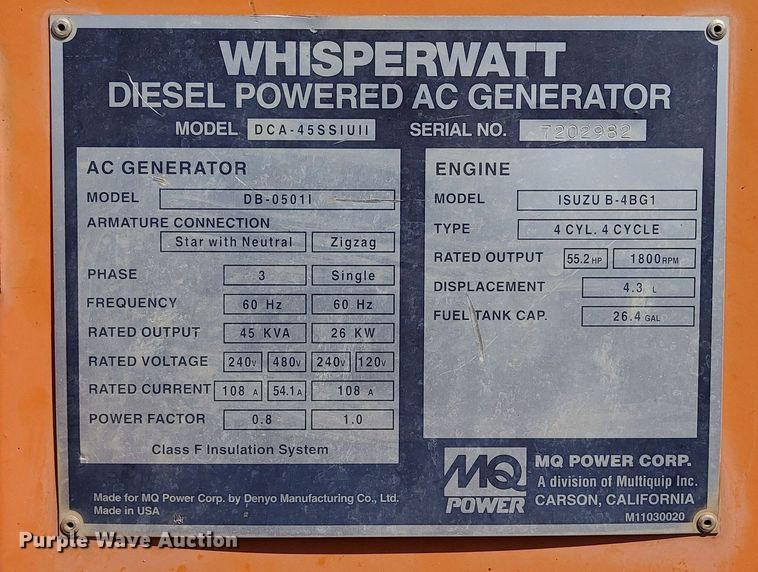 WHISPERWATT
DIESEL POWERED AC GENERATOR
MODEL DCA-45SSIUII SERIAL NO. 7202982
AC GENERATOR
MODEL DB-0501I
ARMATURE CONNECTION
Star with Neutral Zigzag
PHASE 3 Single
FREQUENCY 60 Hz 60 Hz
RATED OUTPUT 45 KVA 26 KW
RATED VOLTAGE 240V 480V 240V 120V
RATED CURRENT 108 A 54.1A 108 A
POWER FACTOR 0.8 1.0
Class F Insulation System
ENGINE
MODEL ISUZU B-4BG1
TYPE 4 CYL. 4 CYCLE
RATED OUTPUT 55.2 HP 1800 RPM
DISPLACEMENT 4.3 L
FUEL TANK CAP. 26.4 GAL
Made for MQ Power Corp. by Denyo Manufacturing Co., Ltd.
Made in USA
MQ
POWER
MQ POWER CORP.
A division of Multiquip Inc.
CARSON, CALIFORNIA
M11030020
Purple Wave Auction